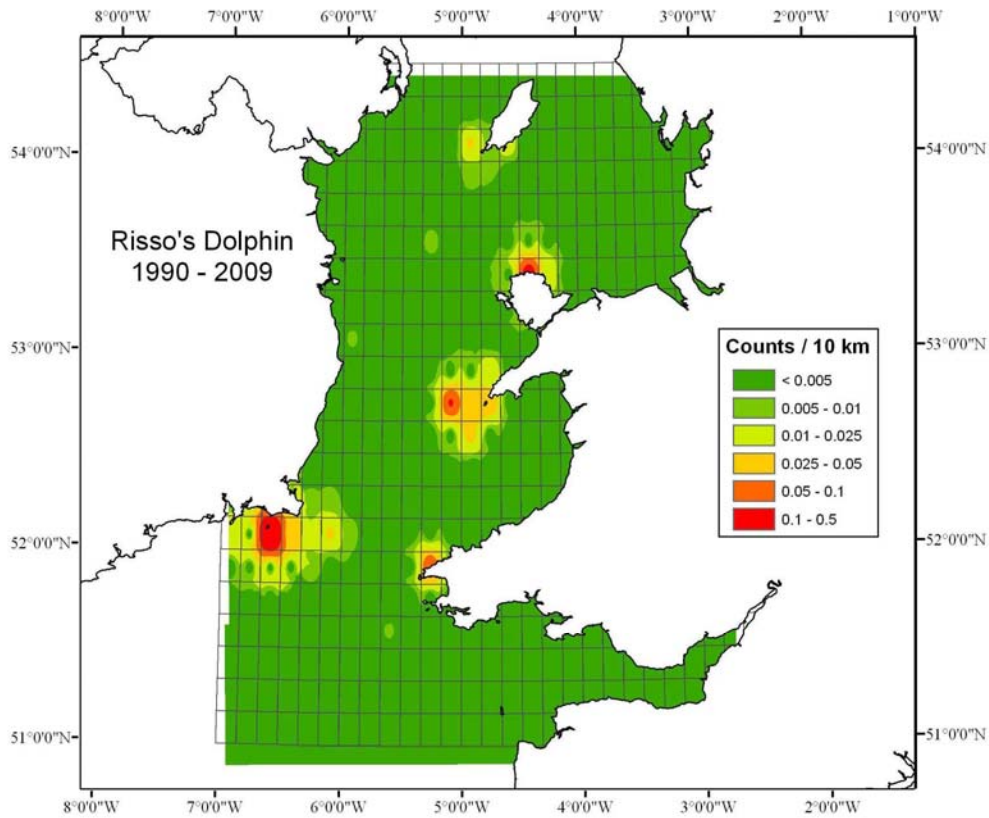 8°0'0"W 7°0'0"W 6°0'0"W 5°0'0"W 4°0'0"W 3°0'0"W 2°0'0"W 1°0'0"W
54°0'0"N 54°0'0"N
Risso's Dolphin
1990 - 2009
53°0'0"N 53°0'0"N
Counts / 10 km
< 0.005
0.005 - 0.01
0.01 - 0.025
0.025 - 0.05
0.05 - 0.1
0.1 - 0.5
52°0'0"N 52°0'0"N
51°0'0"N 51°0'0"N
8°0'0"W 7°0'0"W 6°0'0"W 5°0'0"W 4°0'0"W 3°0'0"W 2°0'0"W